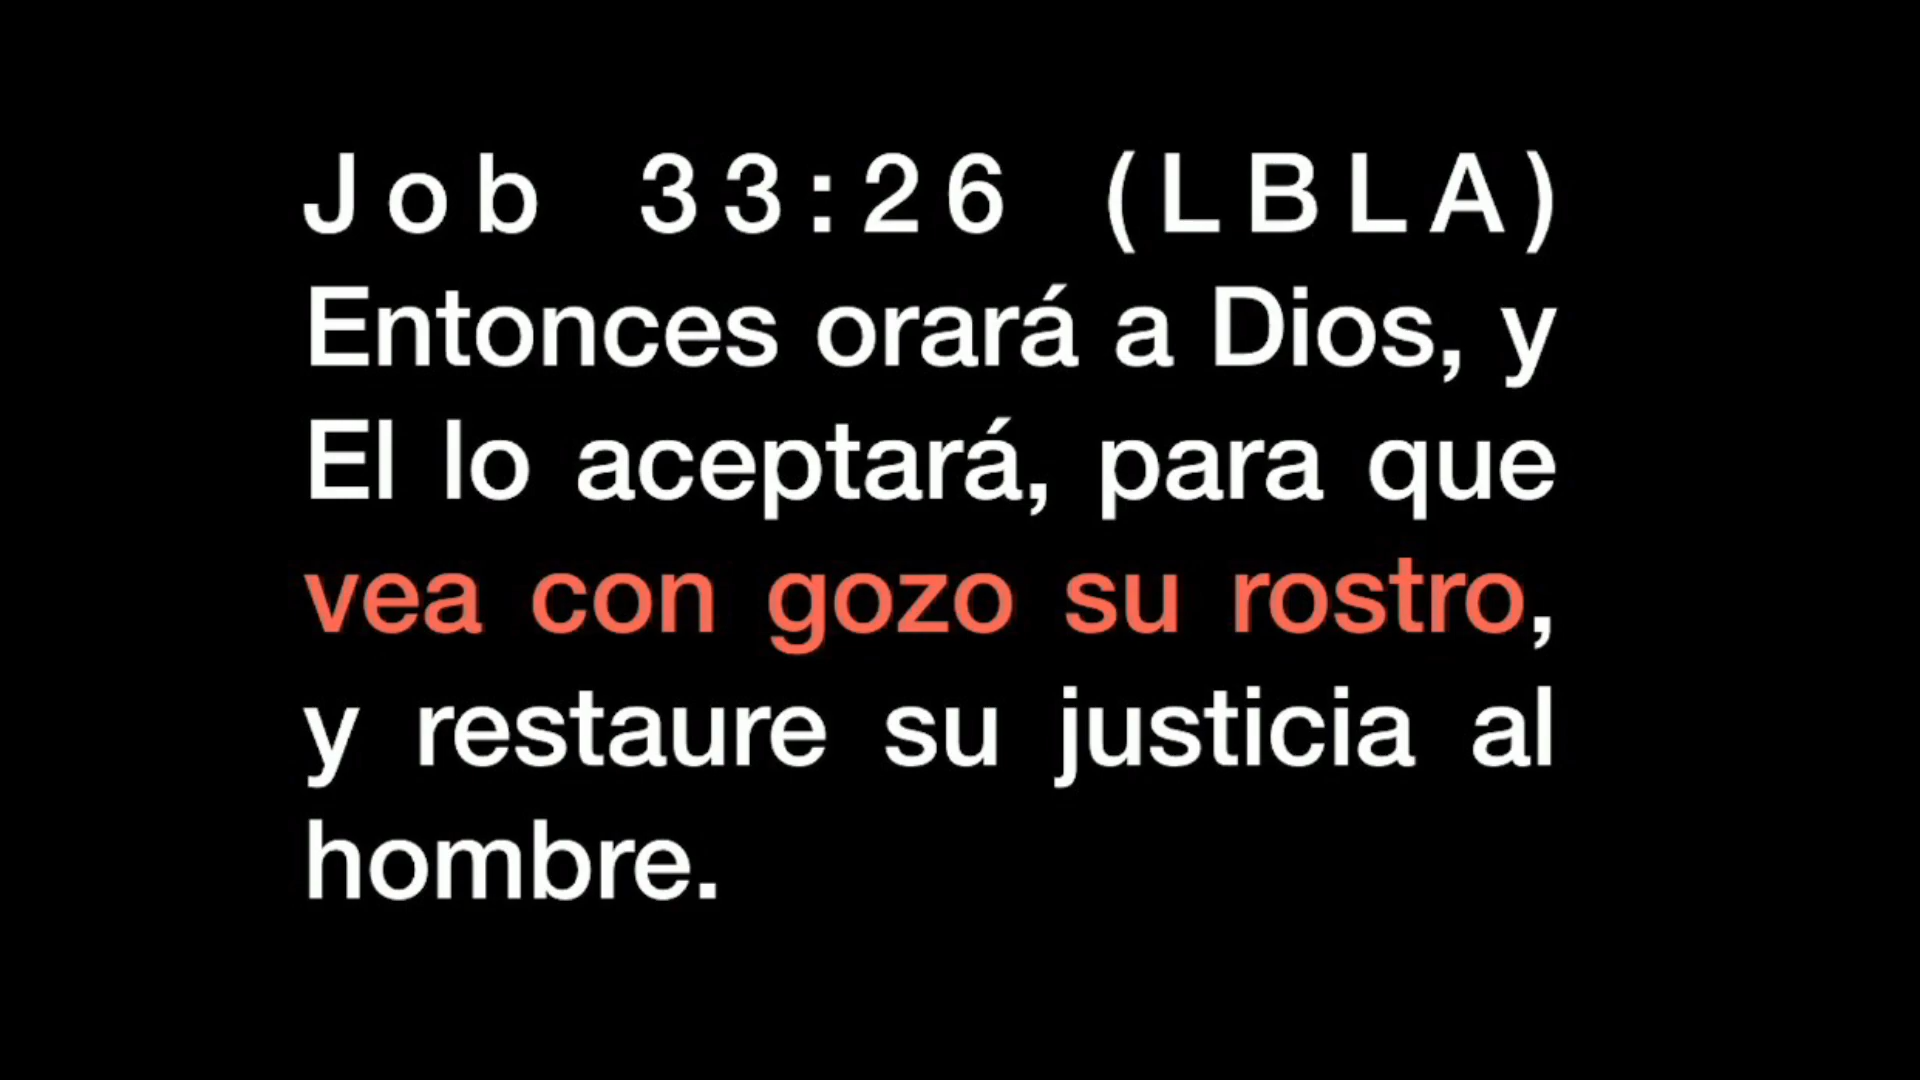 Job 33:26 (LBLA)
Entonces orará a Dios, y
El lo aceptará, para que
vea con gozo su rostro,
y restaure su justicia al
hombre.